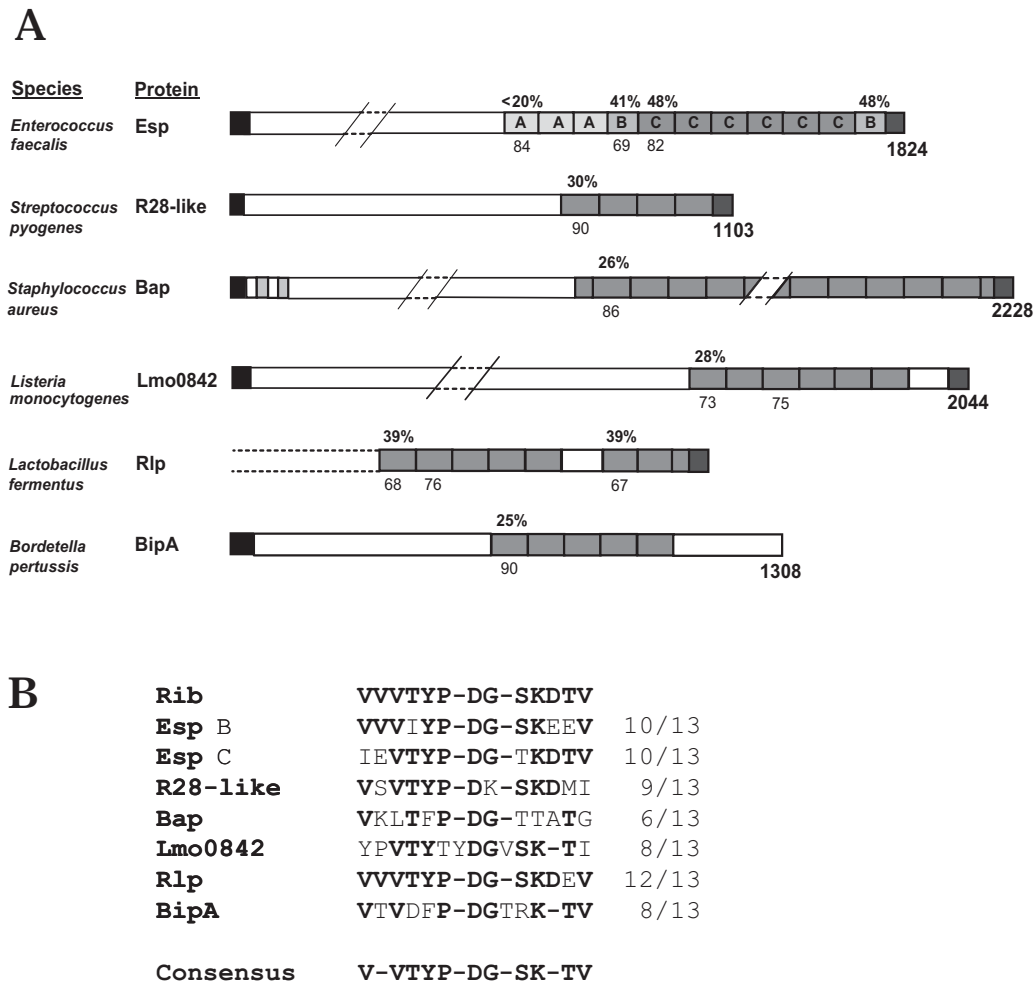 A
Species Protein
<20% 41% 48% 48%
Enterococcus faecalis Esp
A A A B C C C C C C B
84 69 82 1824
30%
Streptococcus pyogenes R28-like
90 1103
26%
Staphylococcus aureus Bap
86 2228
28%
Listeria monocytogenes Lmo0842
73 75 2044
39% 39%
Lactobacillus fermentus Rlp
68 76 67
25%
Bordetella pertussis BipA
90 1308
B
Rib VVVTYP-DG-SKDTV
Esp B VVVIYP-DG-SKEEV 10/13
Esp C IEVTYP-DG-TKDTV 10/13
R28-like VSVTYP-DK-SKDMI 9/13
Bap VKLTFP-DG-TTATG 6/13
Lmo0842 YPVTYTYDGVSK-TI 8/13
Rlp VVVTYP-DG-SKDEV 12/13
BipA VTVDFP-DGTRK-TV 8/13
Consensus V-VTYP-DG-SK-TV